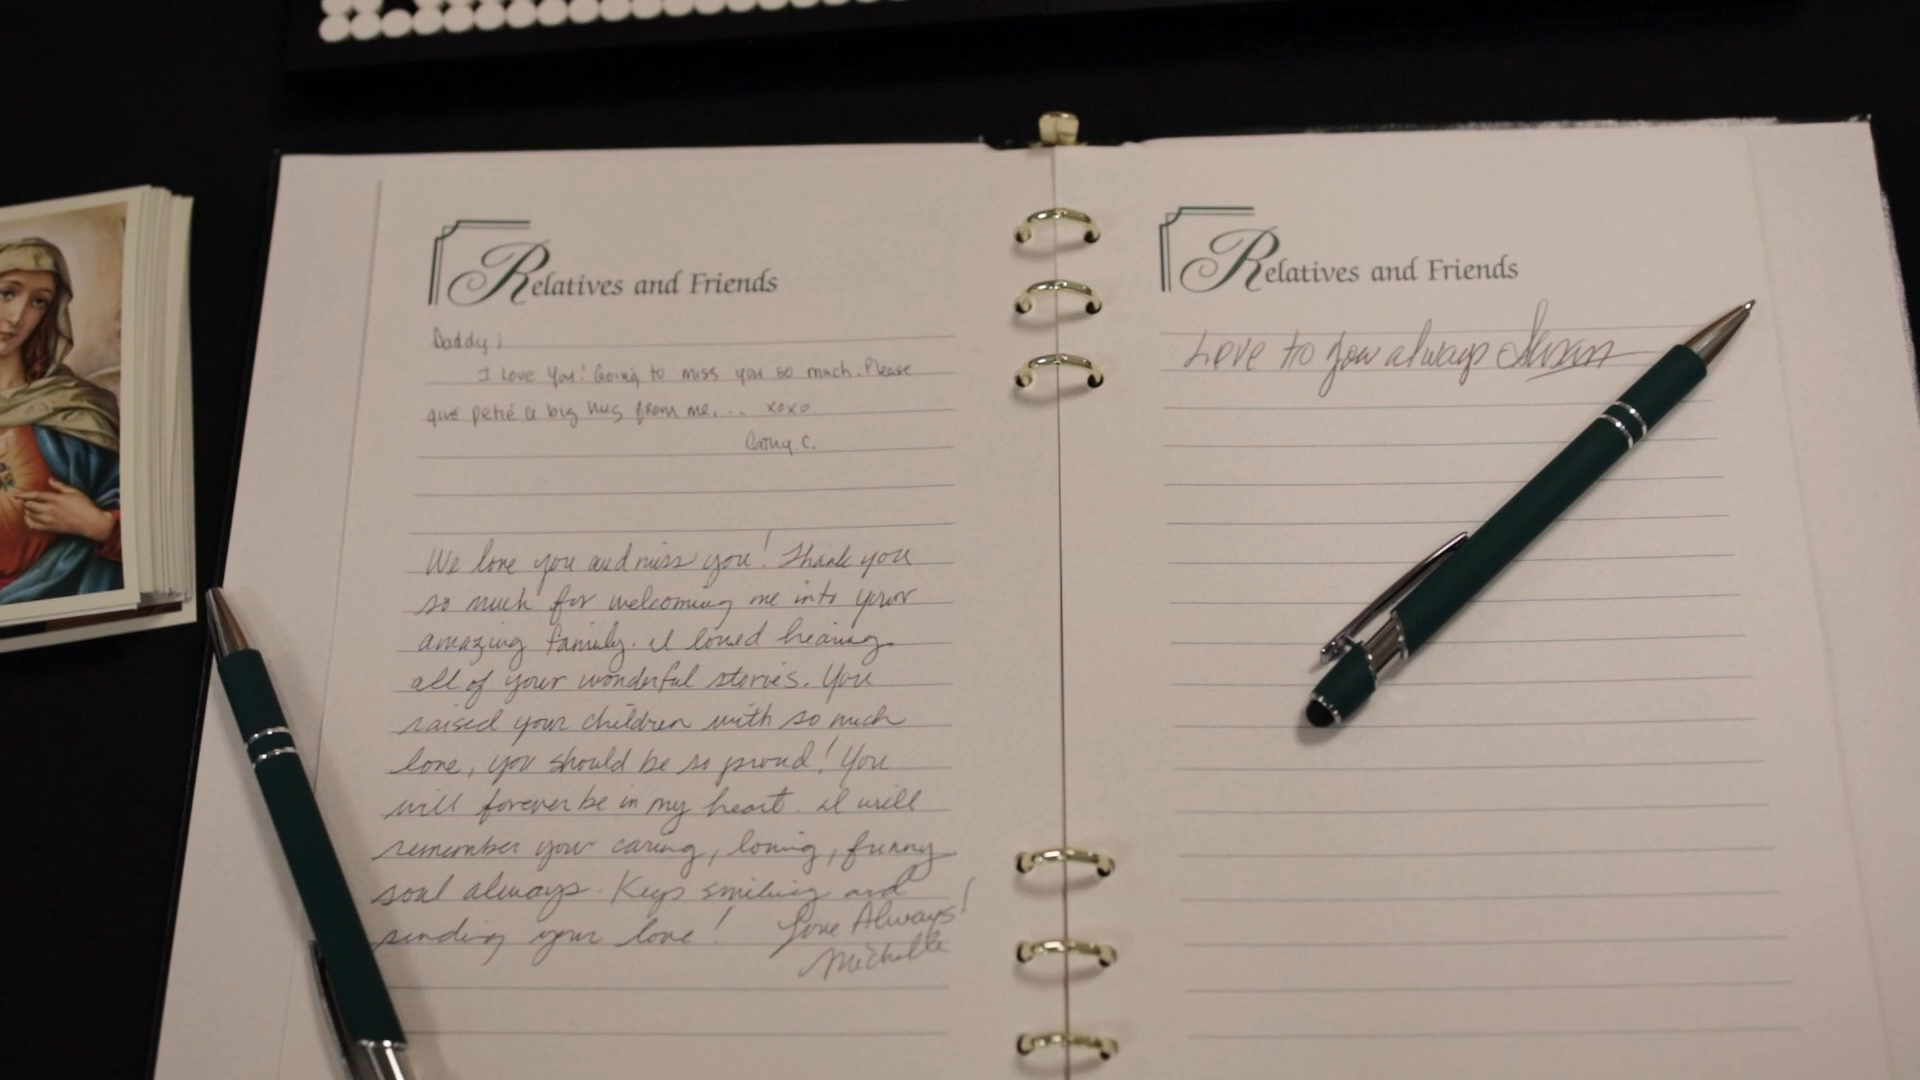 Relatives and Friends
Daddy;
I Love You! Going to miss you so much. Please
give petie a big hug from me... xoxo
Cathy C.
We love you and miss you! Thank you
so much for welcoming me into your
amazing family. I loved hearing
all of your wonderful stories. You
raised your children with so much
love, you should be so proud! You
will forever be in my heart. I will
remember your caring, loving, funny
soul always. Keep smiling and
sending your love! Love Always!
Michelle
Relatives and Friends
Love to you always Susan